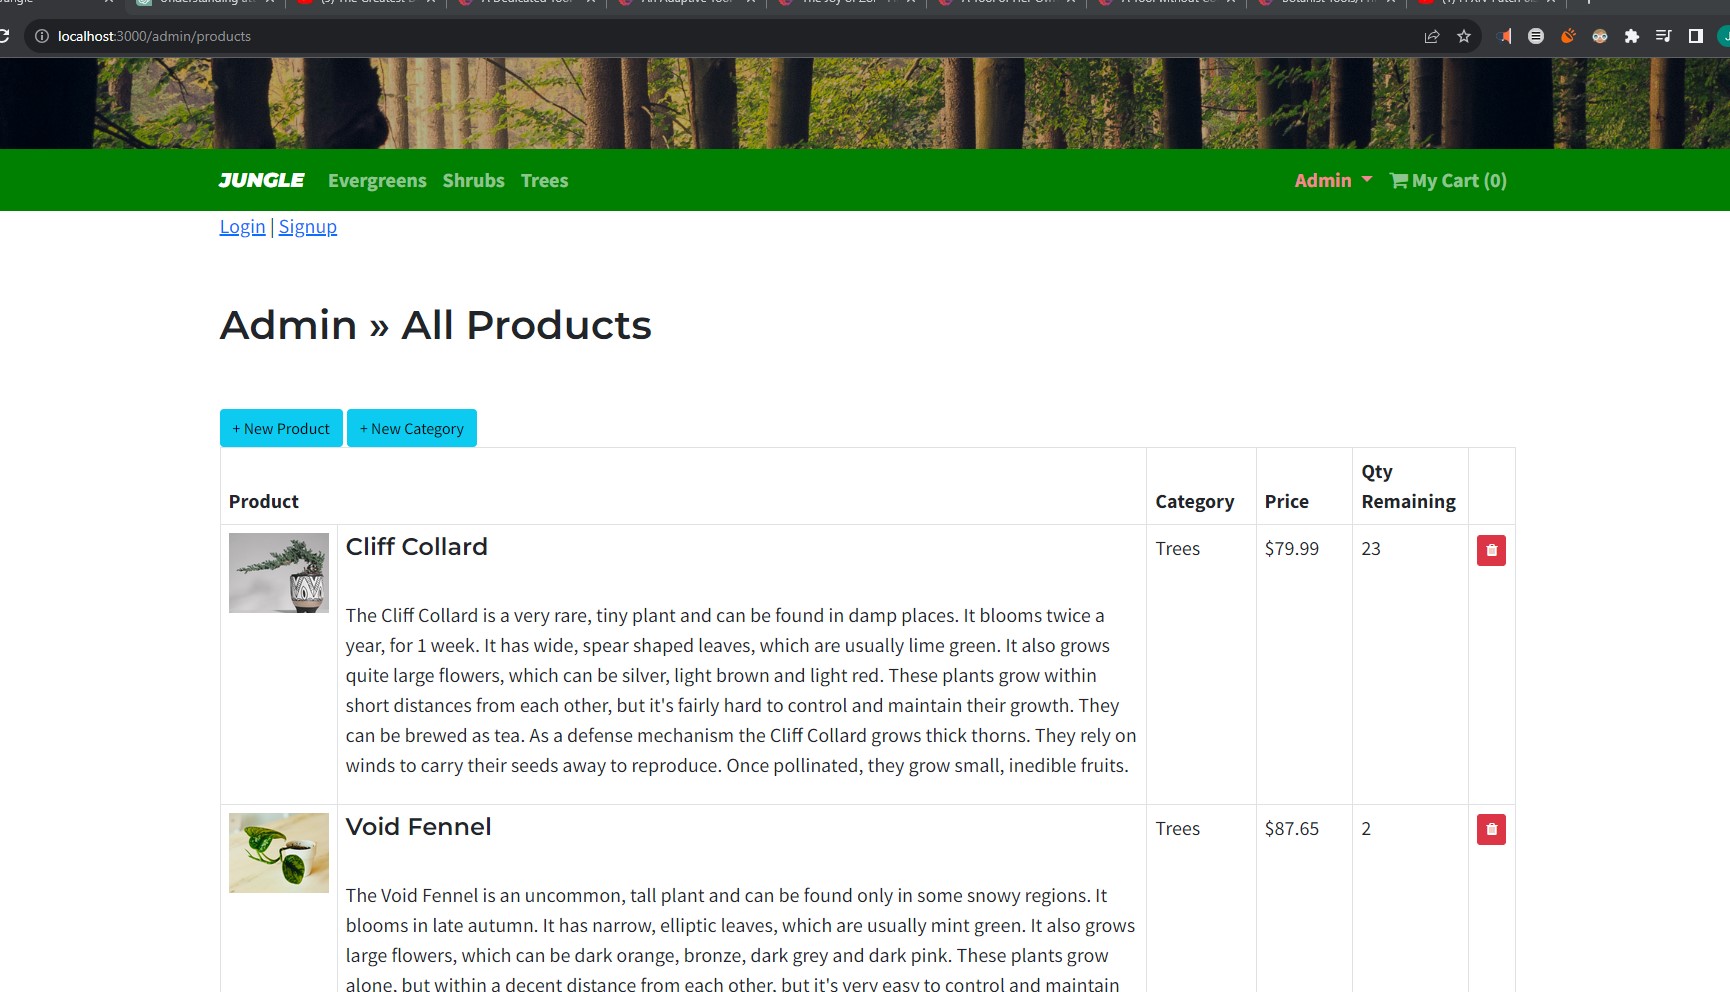 localhost:3000/admin/products
JUNGLE Evergreens Shrubs Trees Admin My Cart (0)
Login | Signup
Admin » All Products
+ New Product + New Category
Product Category Price Qty Remaining
Cliff Collard Trees $79.99 23
The Cliff Collard is a very rare, tiny plant and can be found in damp places. It blooms twice a
year, for 1 week. It has wide, spear shaped leaves, which are usually lime green. It also grows
quite large flowers, which can be silver, light brown and light red. These plants grow within
short distances from each other, but it's fairly hard to control and maintain their growth. They
can be brewed as tea. As a defense mechanism the Cliff Collard grows thick thorns. They rely on
winds to carry their seeds away to reproduce. Once pollinated, they grow small, inedible fruits.
Void Fennel Trees $87.65 2
The Void Fennel is an uncommon, tall plant and can be found only in some snowy regions. It
blooms in late autumn. It has narrow, elliptic leaves, which are usually mint green. It also grows
large flowers, which can be dark orange, bronze, dark grey and dark pink. These plants grow
alone, but within a decent distance from each other, but it's very easy to control and maintain